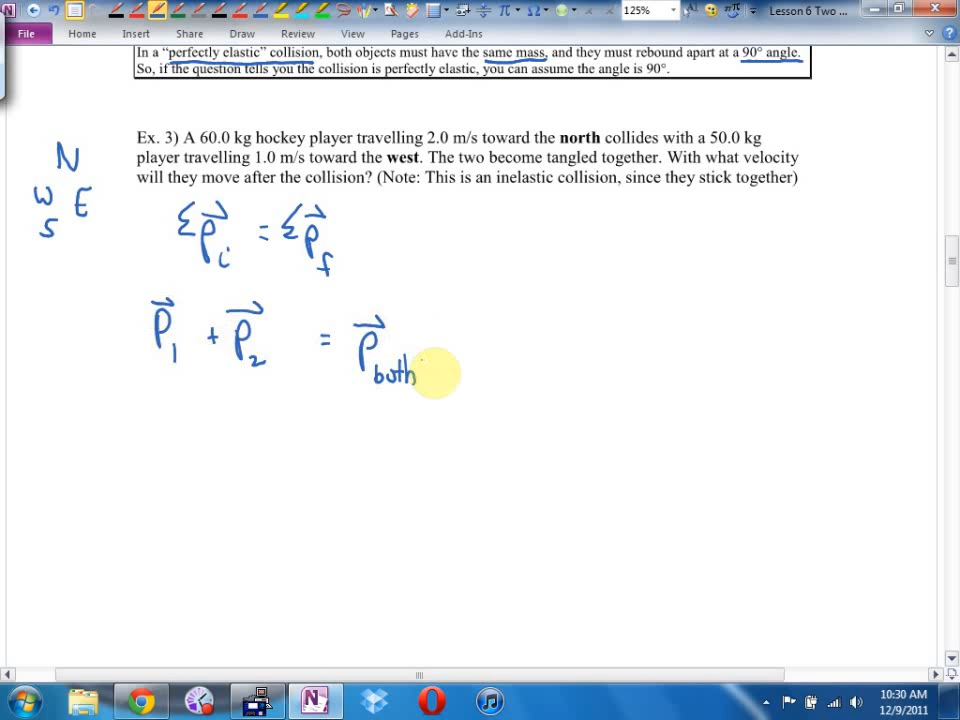 125%
Lesson 6 Two ...
File Home Insert Share Draw Review View Pages Add-Ins
In a “perfectly elastic” collision, both objects must have the same mass, and they must rebound apart at a 90° angle.
So, if the question tells you the collision is perfectly elastic, you can assume the angle is 90°.
Ex. 3) A 60.0 kg hockey player travelling 2.0 m/s toward the north collides with a 50.0 kg
player travelling 1.0 m/s toward the west. The two become tangled together. With what velocity
will they move after the collision? (Note: This is an inelastic collision, since they stick together)
N
W E
S
Σp⃗i = Σp⃗f
P⃗1 + P⃗2 = P⃗both
10:30 AM
12/9/2011